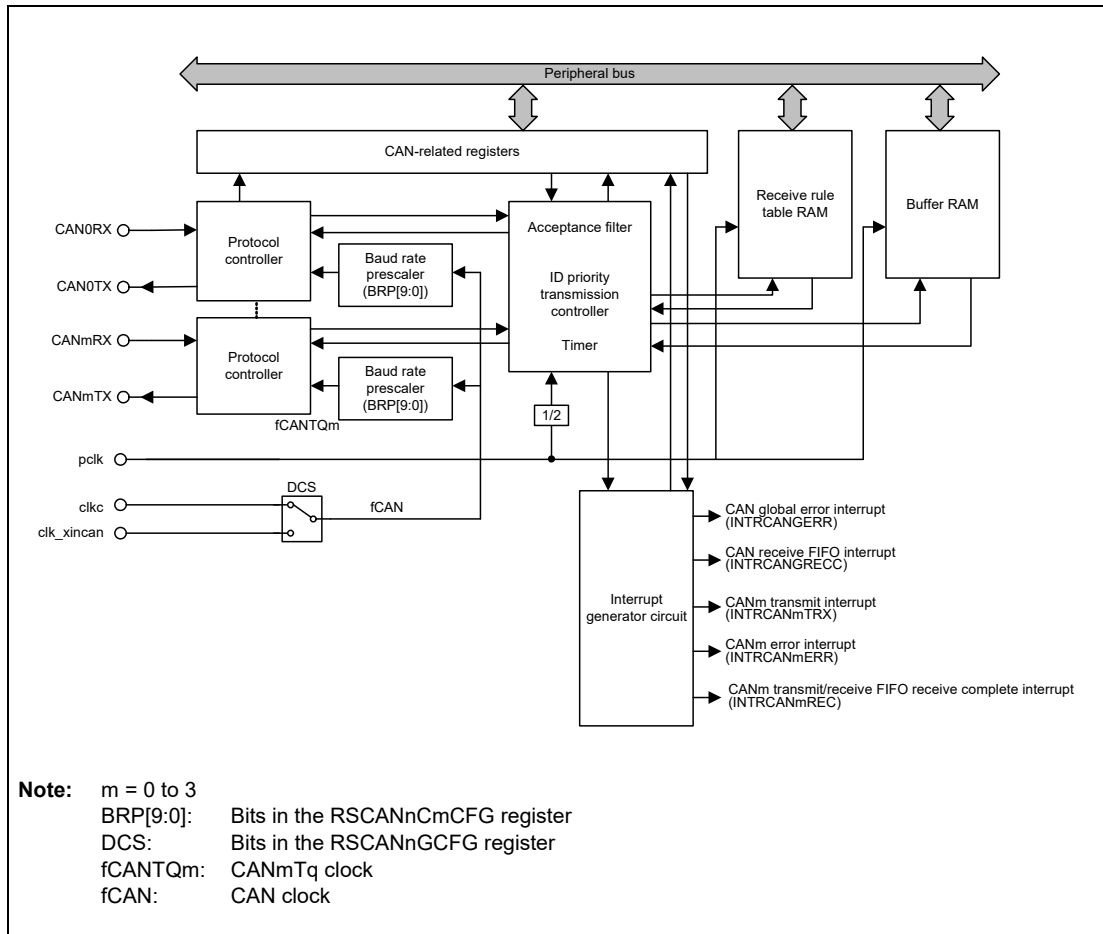 Peripheral bus
CAN-related registers
Receive rule
table RAM
Buffer RAM
CAN0RX
CAN0TX
Protocol
controller
Baud rate
prescaler
(BRP[9:0])
Acceptance filter
ID priority
transmission
controller
Timer
CANmRX
CANmTX
Protocol
controller
Baud rate
prescaler
(BRP[9:0])
fCANTQm
1/2
pclk
DCS
clkc
fCAN
clk_xincan
Interrupt
generator circuit
CAN global error interrupt
(INTRCANGERR)
CAN receive FIFO interrupt
(INTRCANGRECC)
CANm transmit interrupt
(INTRCANmTRX)
CANm error interrupt
(INTRCANmERR)
CANm transmit/receive FIFO receive complete interrupt
(INTRCANmREC)
Note: m = 0 to 3
BRP[9:0]: Bits in the RSCANnCmCFG register
DCS: Bits in the RSCANnGCFG register
fCANTQm: CANmTq clock
fCAN: CAN clock